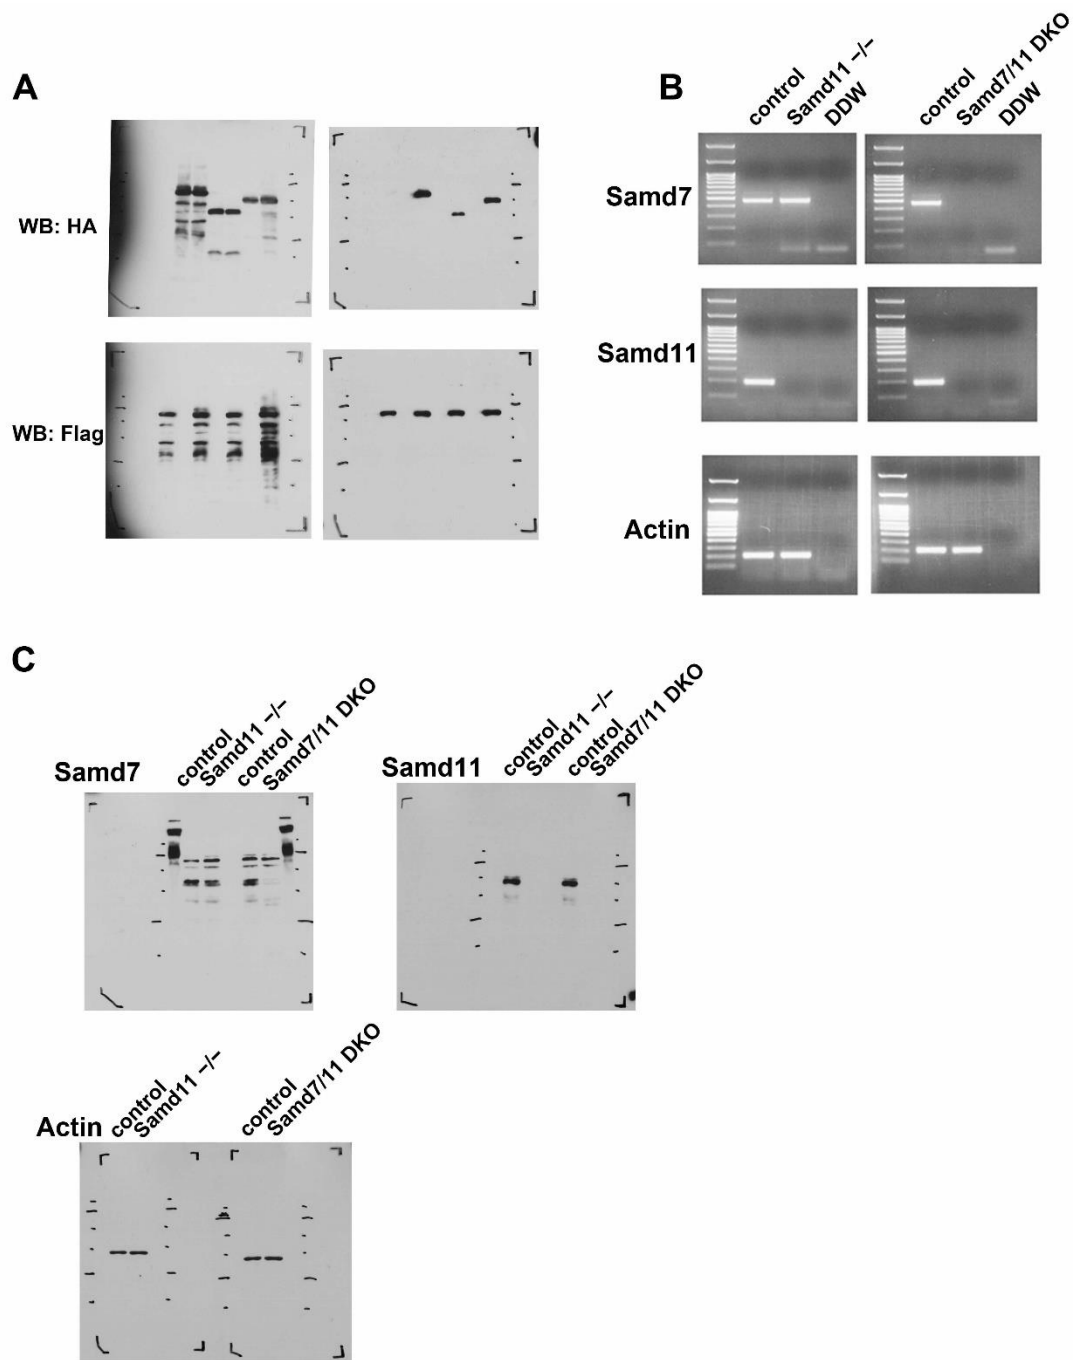 A
WB: HA
WB: Flag
B
control
Samd11 −/−
DDW
control
Samd7/11 DKO
DDW
Samd7
Samd11
Actin
C
Samd7
control
Samd11 −/−
control
Samd7/11 DKO
Samd11
control
Samd11 −/−
control
Samd7/11 DKO
Actin
control
Samd11 −/−
control
Samd7/11 DKO